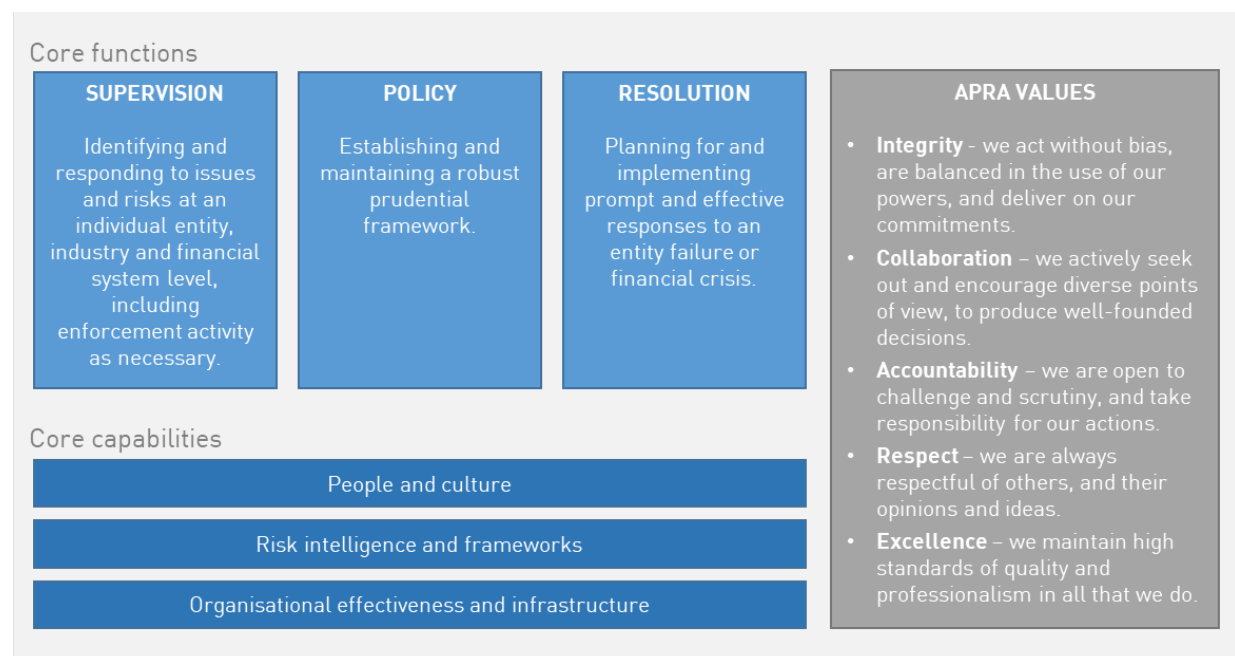 Core functions
SUPERVISION
Identifying and
responding to issues
and risks at an
individual entity,
industry and financial
system level,
including
enforcement activity
as necessary.
POLICY
Establishing and
maintaining a robust
prudential
framework.
RESOLUTION
Planning for and
implementing
prompt and effective
responses to an
entity failure or
financial crisis.
Core capabilities
People and culture
Risk intelligence and frameworks
Organisational effectiveness and infrastructure
APRA VALUES
• Integrity - we act without bias,
are balanced in the use of our
powers, and deliver on our
commitments.
• Collaboration – we actively seek
out and encourage diverse points
of view, to produce well-founded
decisions.
• Accountability – we are open to
challenge and scrutiny, and take
responsibility for our actions.
• Respect – we are always
respectful of others, and their
opinions and ideas.
• Excellence – we maintain high
standards of quality and
professionalism in all that we do.